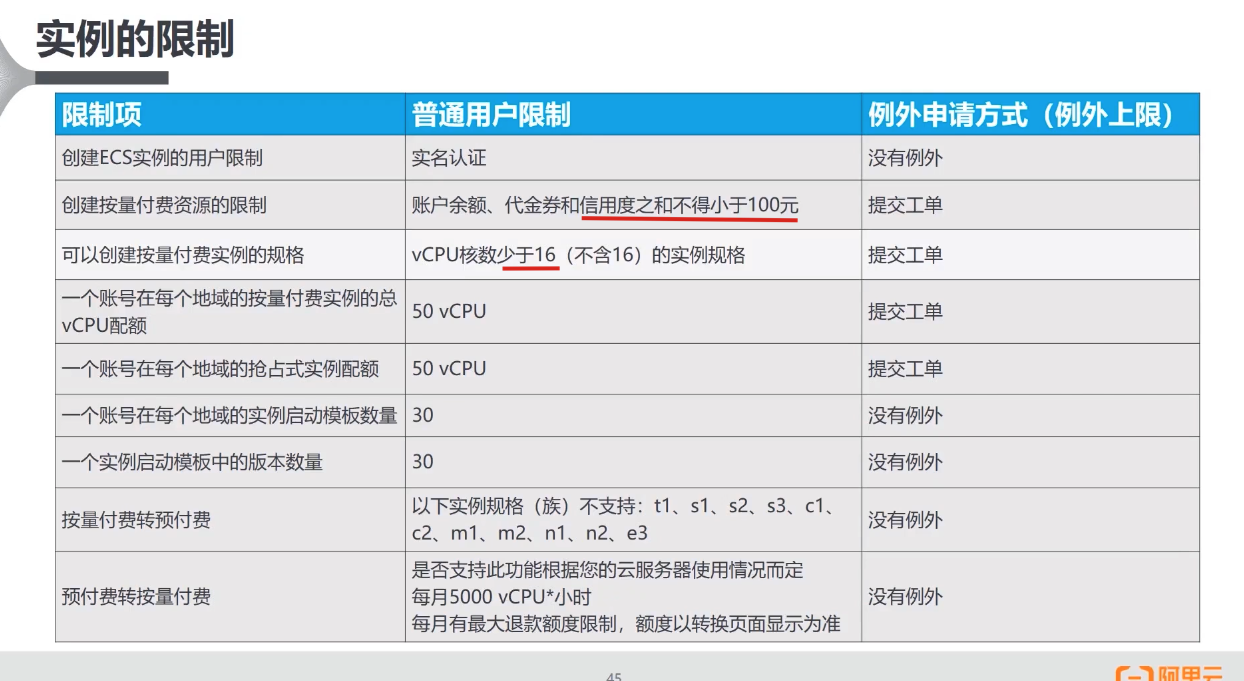 实例的限制
限制项 普通用户限制 例外申请方式（例外上限）
创建ECS实例的用户限制 实名认证 没有例外
创建按量付费资源的限制 账户余额、代金券和信用度之和不得小于100元 提交工单
可以创建按量付费实例的规格 vCPU核数少于16（不含16）的实例规格 提交工单
一个账号在每个地域的按量付费实例的总
vCPU配额 50 vCPU 提交工单
一个账号在每个地域的抢占式实例配额 50 vCPU 提交工单
一个账号在每个地域的实例启动模板数量 30 没有例外
一个实例启动模板中的版本数量 30 没有例外
按量付费转预付费 以下实例规格（族）不支持：t1、s1、s2、s3、c1、
c2、m1、m2、n1、n2、e3 没有例外
预付费转按量付费 是否支持此功能根据您的云服务器使用情况而定
每月5000 vCPU*小时
每月有最大退款额度限制，额度以转换页面显示为准 没有例外
45
阿里云